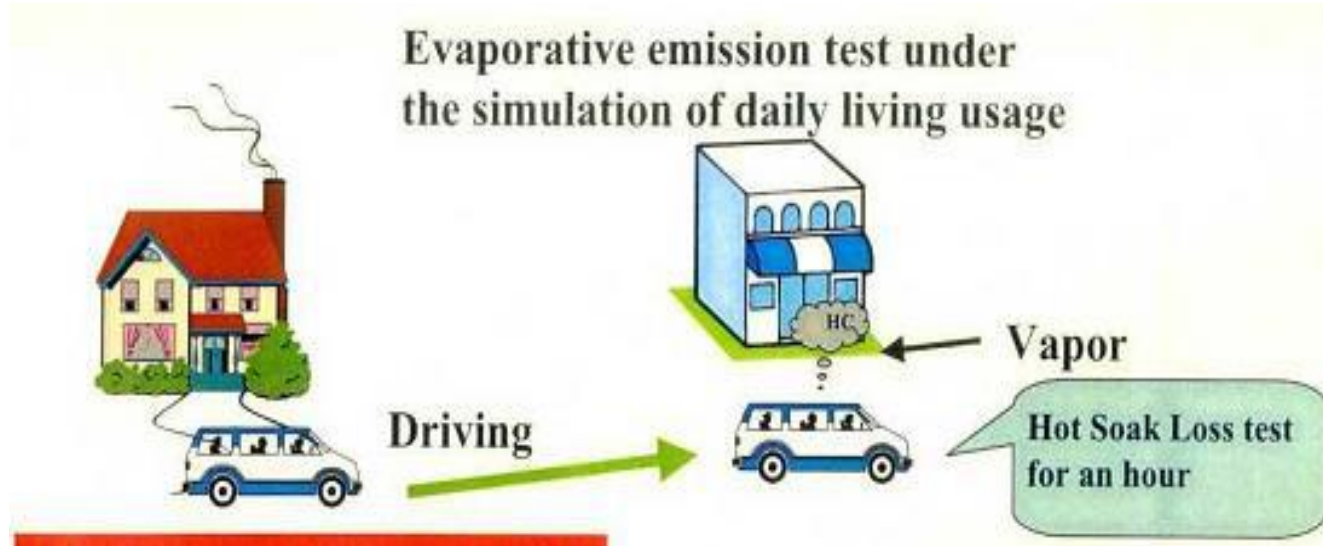 Evaporative emission test under
the simulation of daily living usage
HC
Vapor
Driving
Hot Soak Loss test
for an hour